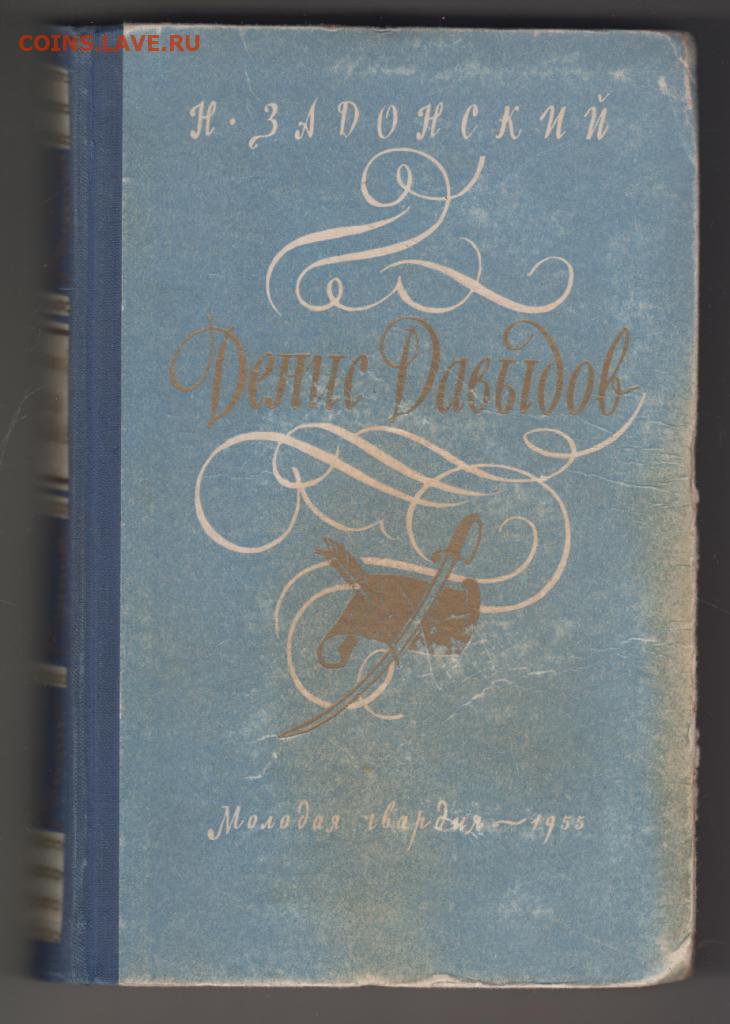 COINS.LAVE.RU
Н. ЗАДОНСКИЙ
Денис Давыдов
Молодая гвардия — 1955